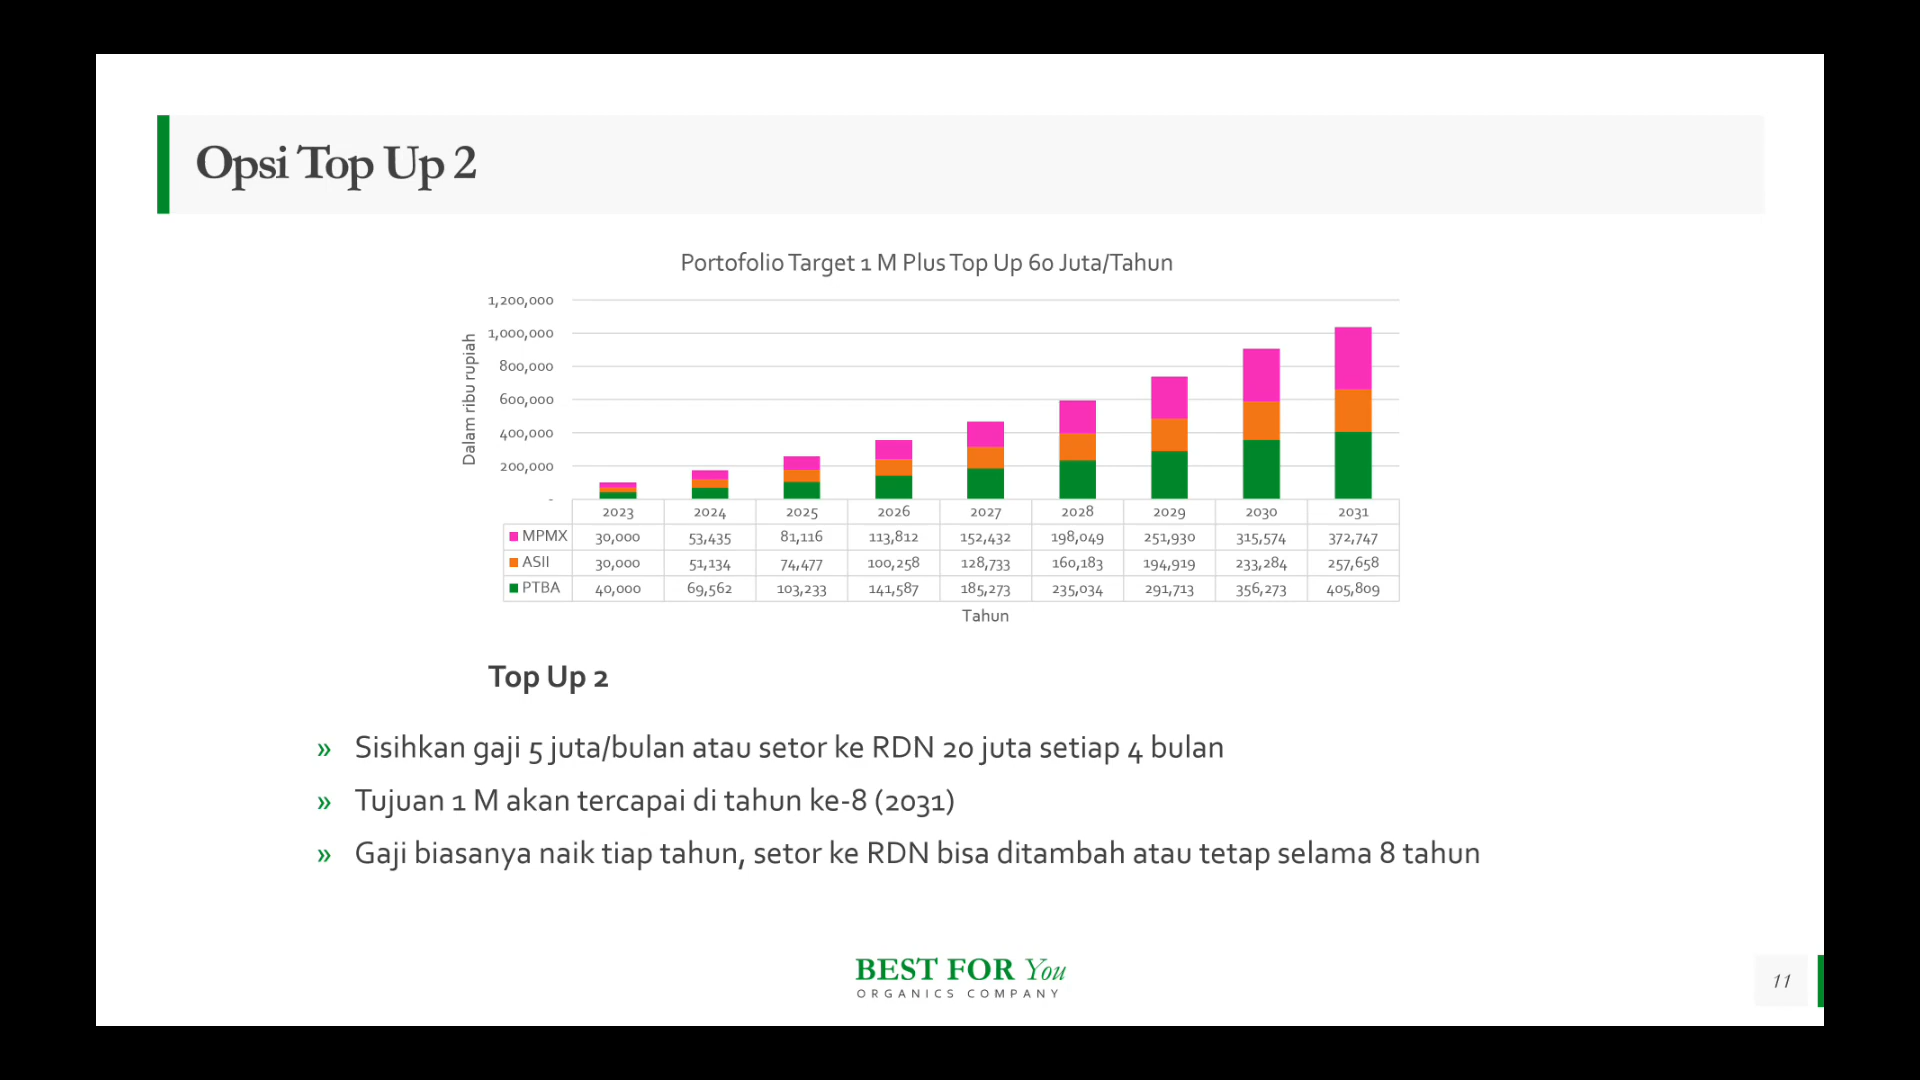 Opsi Top Up 2
Portofolio Target 1 M Plus Top Up 60 Juta/Tahun
Dalam ribu rupiah
1,200,000
1,000,000
800,000
600,000
400,000
200,000
-
2023 2024 2025 2026 2027 2028 2029 2030 2031
MPMX 30,000 53,435 81,116 113,812 152,432 198,049 251,930 315,574 372,747
ASII 30,000 51,134 74,477 100,258 128,733 160,183 194,919 233,284 257,658
PTBA 40,000 69,562 103,233 141,587 185,273 235,034 291,713 356,273 405,809
Tahun
Top Up 2
» Sisihkan gaji 5 juta/bulan atau setor ke RDN 20 juta setiap 4 bulan
» Tujuan 1 M akan tercapai di tahun ke-8 (2031)
» Gaji biasanya naik tiap tahun, setor ke RDN bisa ditambah atau tetap selama 8 tahun
BEST FOR You
ORGANICS COMPANY
11